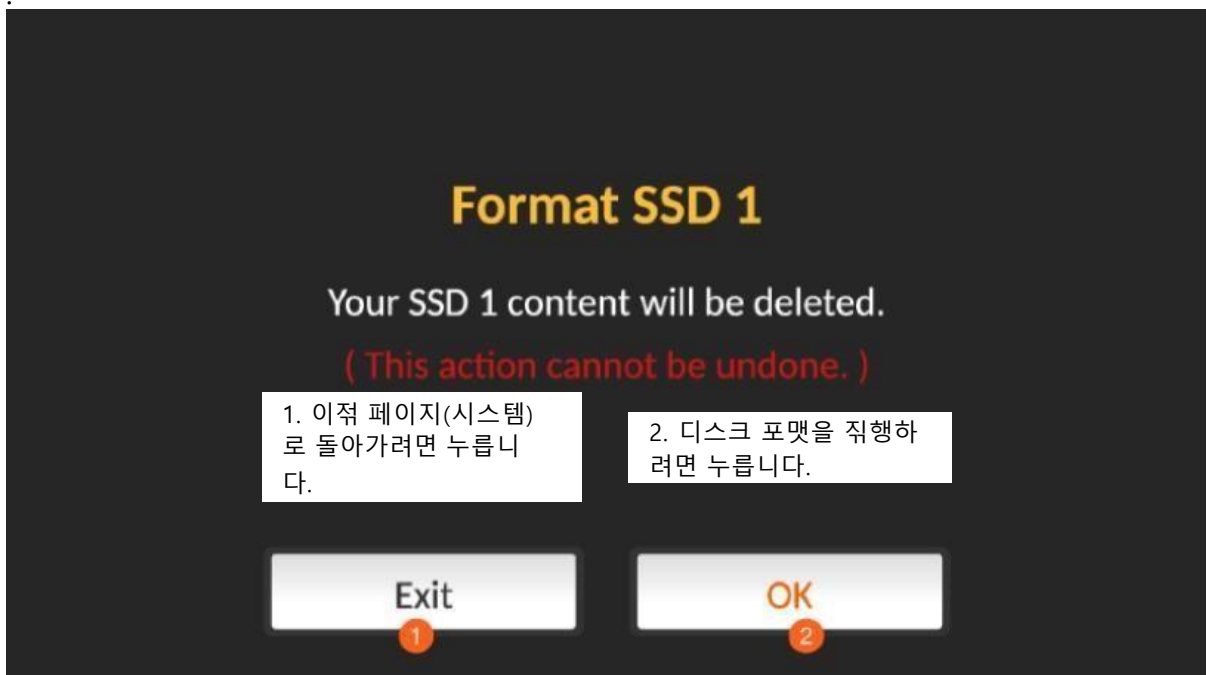 .
Format SSD 1
Your SSD 1 content will be deleted.
( This action cannot be undone. )
1. 이젂 페이지(시스템)
로 돌아가려면 누릅니
다.
2. 디스크 포맷을 짂행하
려면 누릅니다.
Exit
OK
1
2